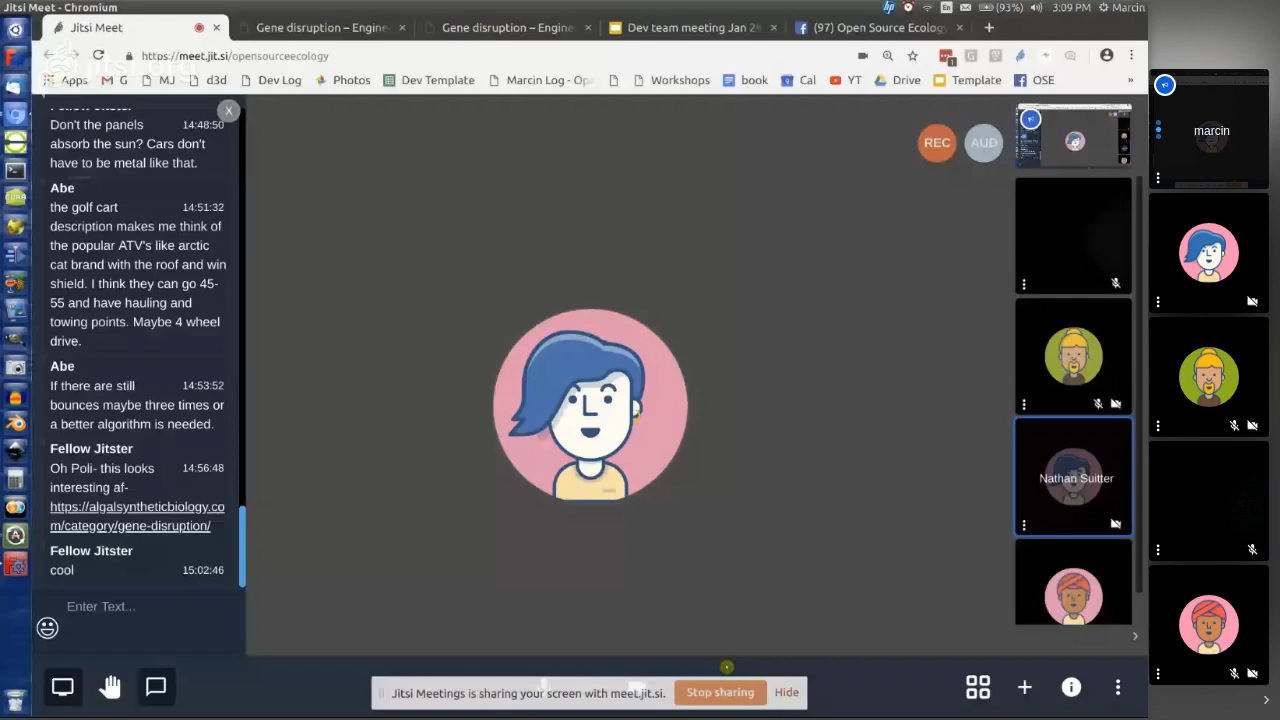 Jitsi Meet - Chromium
(93%)
3:09 PM
Marcin
Jitsi Meet
Gene disruption – Engine
Gene disruption – Engine
Dev team meeting Jan 28
(97) Open Source Ecology
https://meet.jit.si/opensourceecology
Apps
MJ
d3d
Dev Log
Photos
Dev Template
Marcin Log - Op
Workshops
book
Cal
YT
Drive
Template
OSE
»
Fellow Jitster
Don't the panels 14:48:50
absorb the sun? Cars don't
have to be metal like that.
Abe
the golf cart 14:51:32
description makes me think of
the popular ATV's like arctic
cat brand with the roof and win
shield. I think they can go 45-
55 and have hauling and
towing points. Maybe 4 wheel
drive.
Abe
If there are still 14:53:52
bounces maybe three times or
a better algorithm is needed.
Fellow Jitster
Oh Poli- this looks 14:56:48
interesting af-
https://algalsyntheticbiology.co
m/category/gene-disruption/
Fellow Jitster
cool 15:02:46
Enter Text...
X
REC
AUD
Nathan Suitter
marcin
Jitsi Meetings is sharing your screen with meet.jit.si.
Stop sharing
Hide